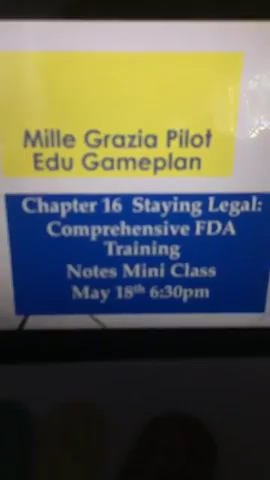 Mille Grazia Pilot
Edu Gameplan
Chapter 16 Staying Legal:
Comprehensive FDA
Training
Notes Mini Class
May 18th 6:30pm